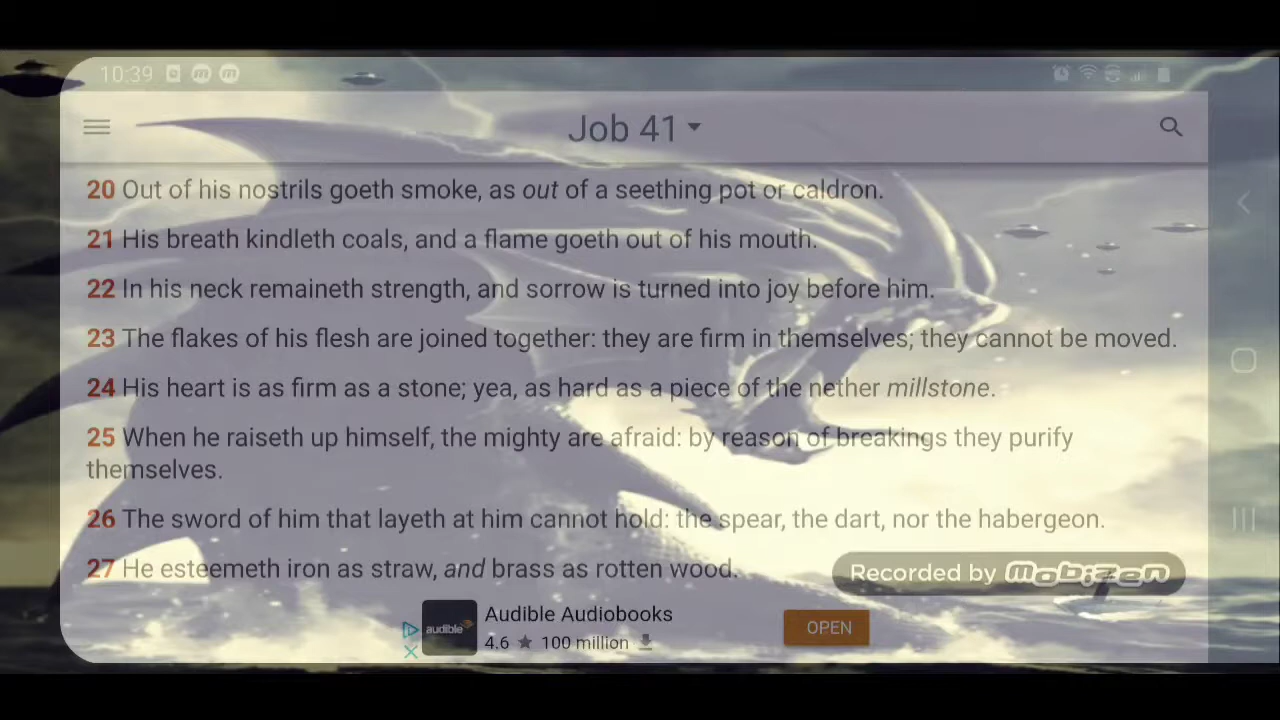 10:39
Job 41
20 Out of his nostrils goeth smoke, as out of a seething pot or caldron.
21 His breath kindleth coals, and a flame goeth out of his mouth.
22 In his neck remaineth strength, and sorrow is turned into joy before him.
23 The flakes of his flesh are joined together: they are firm in themselves; they cannot be moved.
24 His heart is as firm as a stone; yea, as hard as a piece of the nether millstone.
25 When he raiseth up himself, the mighty are afraid: by reason of breakings they purify
themselves.
26 The sword of him that layeth at him cannot hold: the spear, the dart, nor the habergeon.
27 He esteemeth iron as straw, and brass as rotten wood.
Recorded by Mobizen
audible
Audible Audiobooks
4.6 ★ 100 million
OPEN